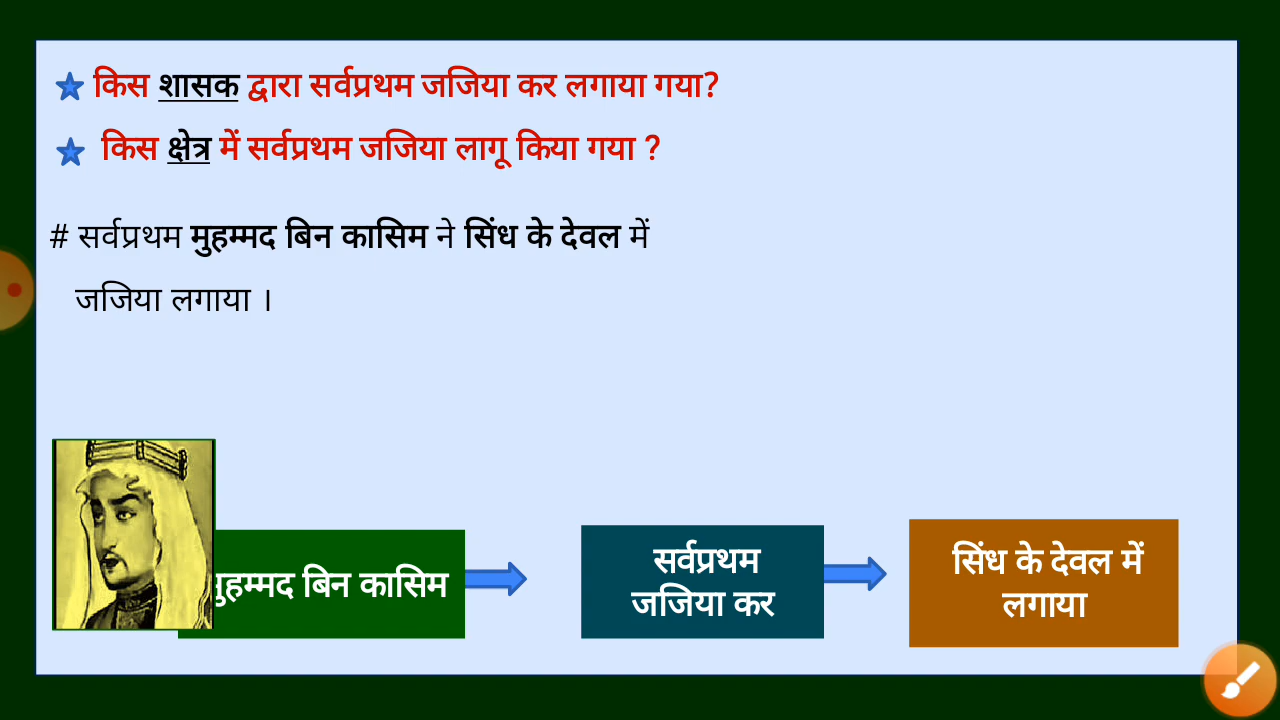 किस शासक द्वारा सर्वप्रथम जजिया कर लगाया गया?
किस क्षेत्र में सर्वप्रथम जजिया लागू किया गया ?
# सर्वप्रथम मुहम्मद बिन कासिम ने सिंध के देवल में
जजिया लगाया ।
मुहम्मद बिन कासिम
सर्वप्रथम
जजिया कर
सिंध के देवल में
लगाया